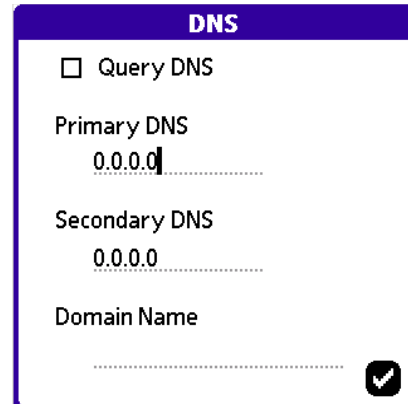 DNS
Query DNS
Primary DNS
0.0.0.0
Secondary DNS
0.0.0.0
Domain Name